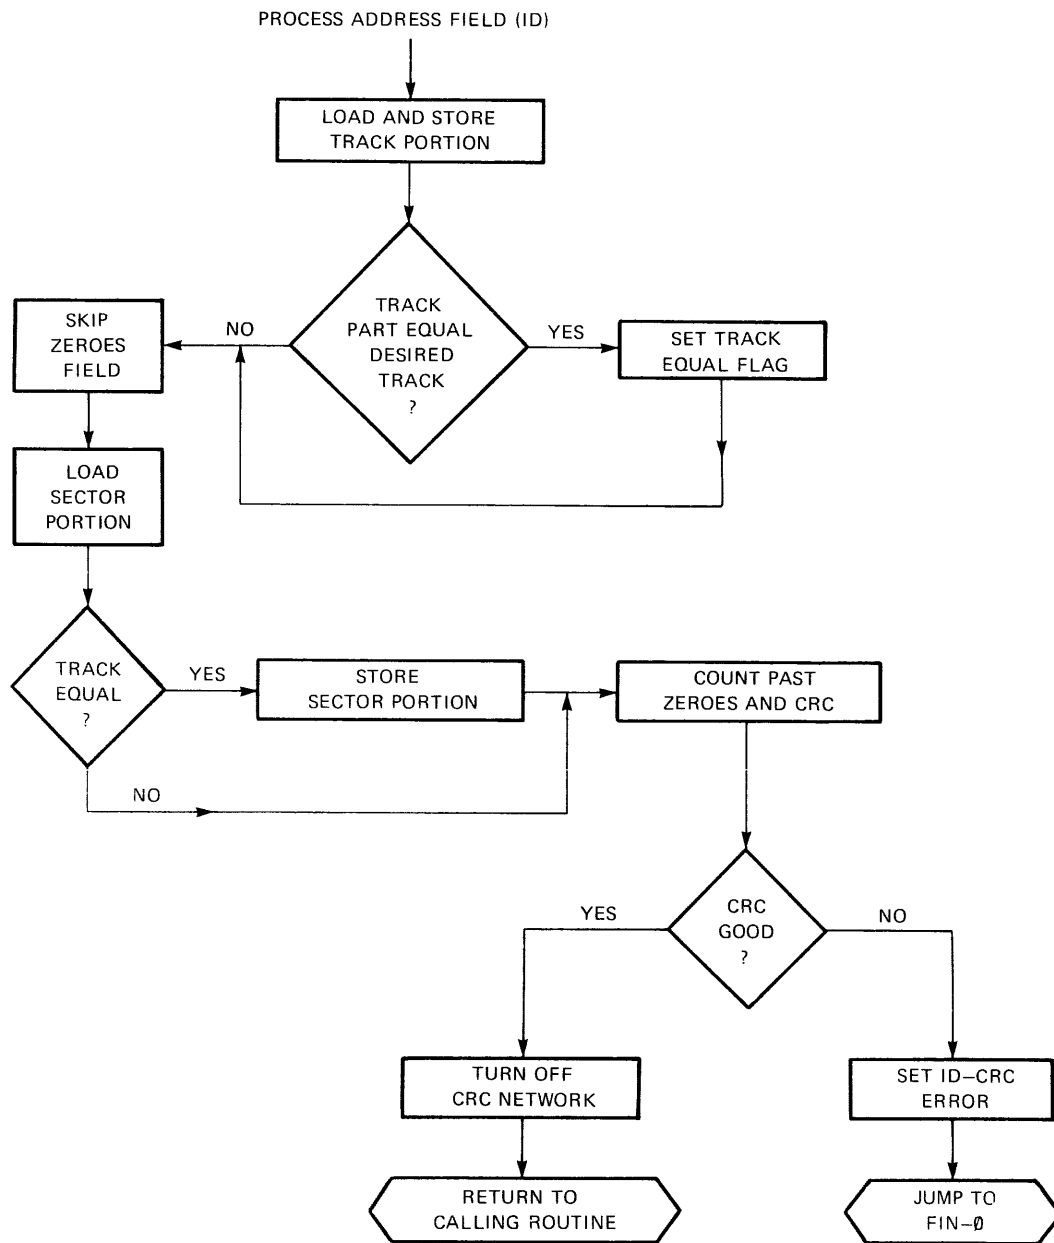 PROCESS ADDRESS FIELD (ID)
LOAD AND STORE
TRACK PORTION
TRACK
PART EQUAL
DESIRED
TRACK
?
NO
YES
SKIP
ZEROES
FIELD
SET TRACK
EQUAL FLAG
LOAD
SECTOR
PORTION
TRACK
EQUAL
?
YES
STORE
SECTOR PORTION
COUNT PAST
ZEROES AND CRC
NO
CRC
GOOD
?
YES
NO
TURN OFF
CRC NETWORK
SET ID–CRC
ERROR
RETURN TO
CALLING ROUTINE
JUMP TO
FIN–Ø